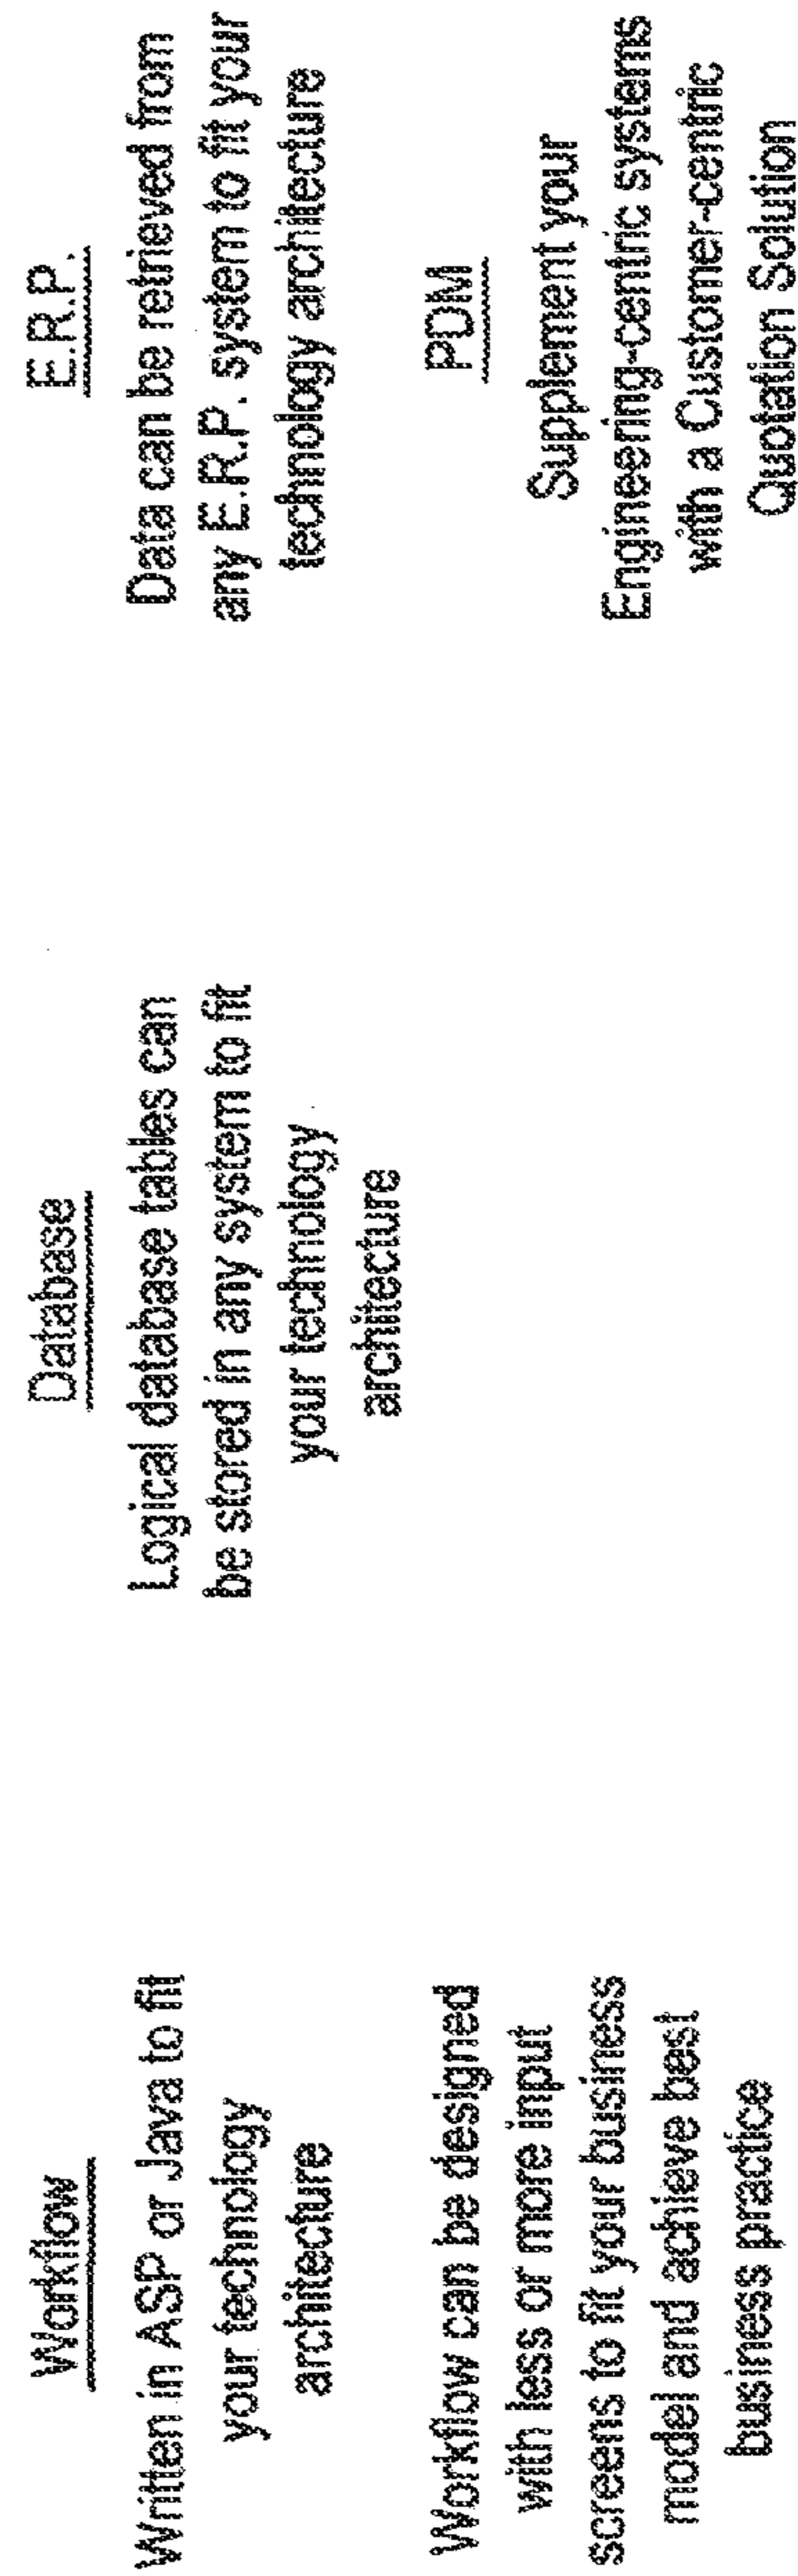 Workflow
Written in ASP or Java to fit
your technology
architecture
Workflow can be designed
with less or more input
screens to fit your business
model and achieve best
business practice
Database
Logical database tables can
be stored in any system to fit
your technology
architecture
E.R.P.
Data can be retrieved from
any E.R.P. system to fit your
technology architecture
PDM
Supplement your
Engineering-centric systems
with a Customer-centric
Quotation Solution